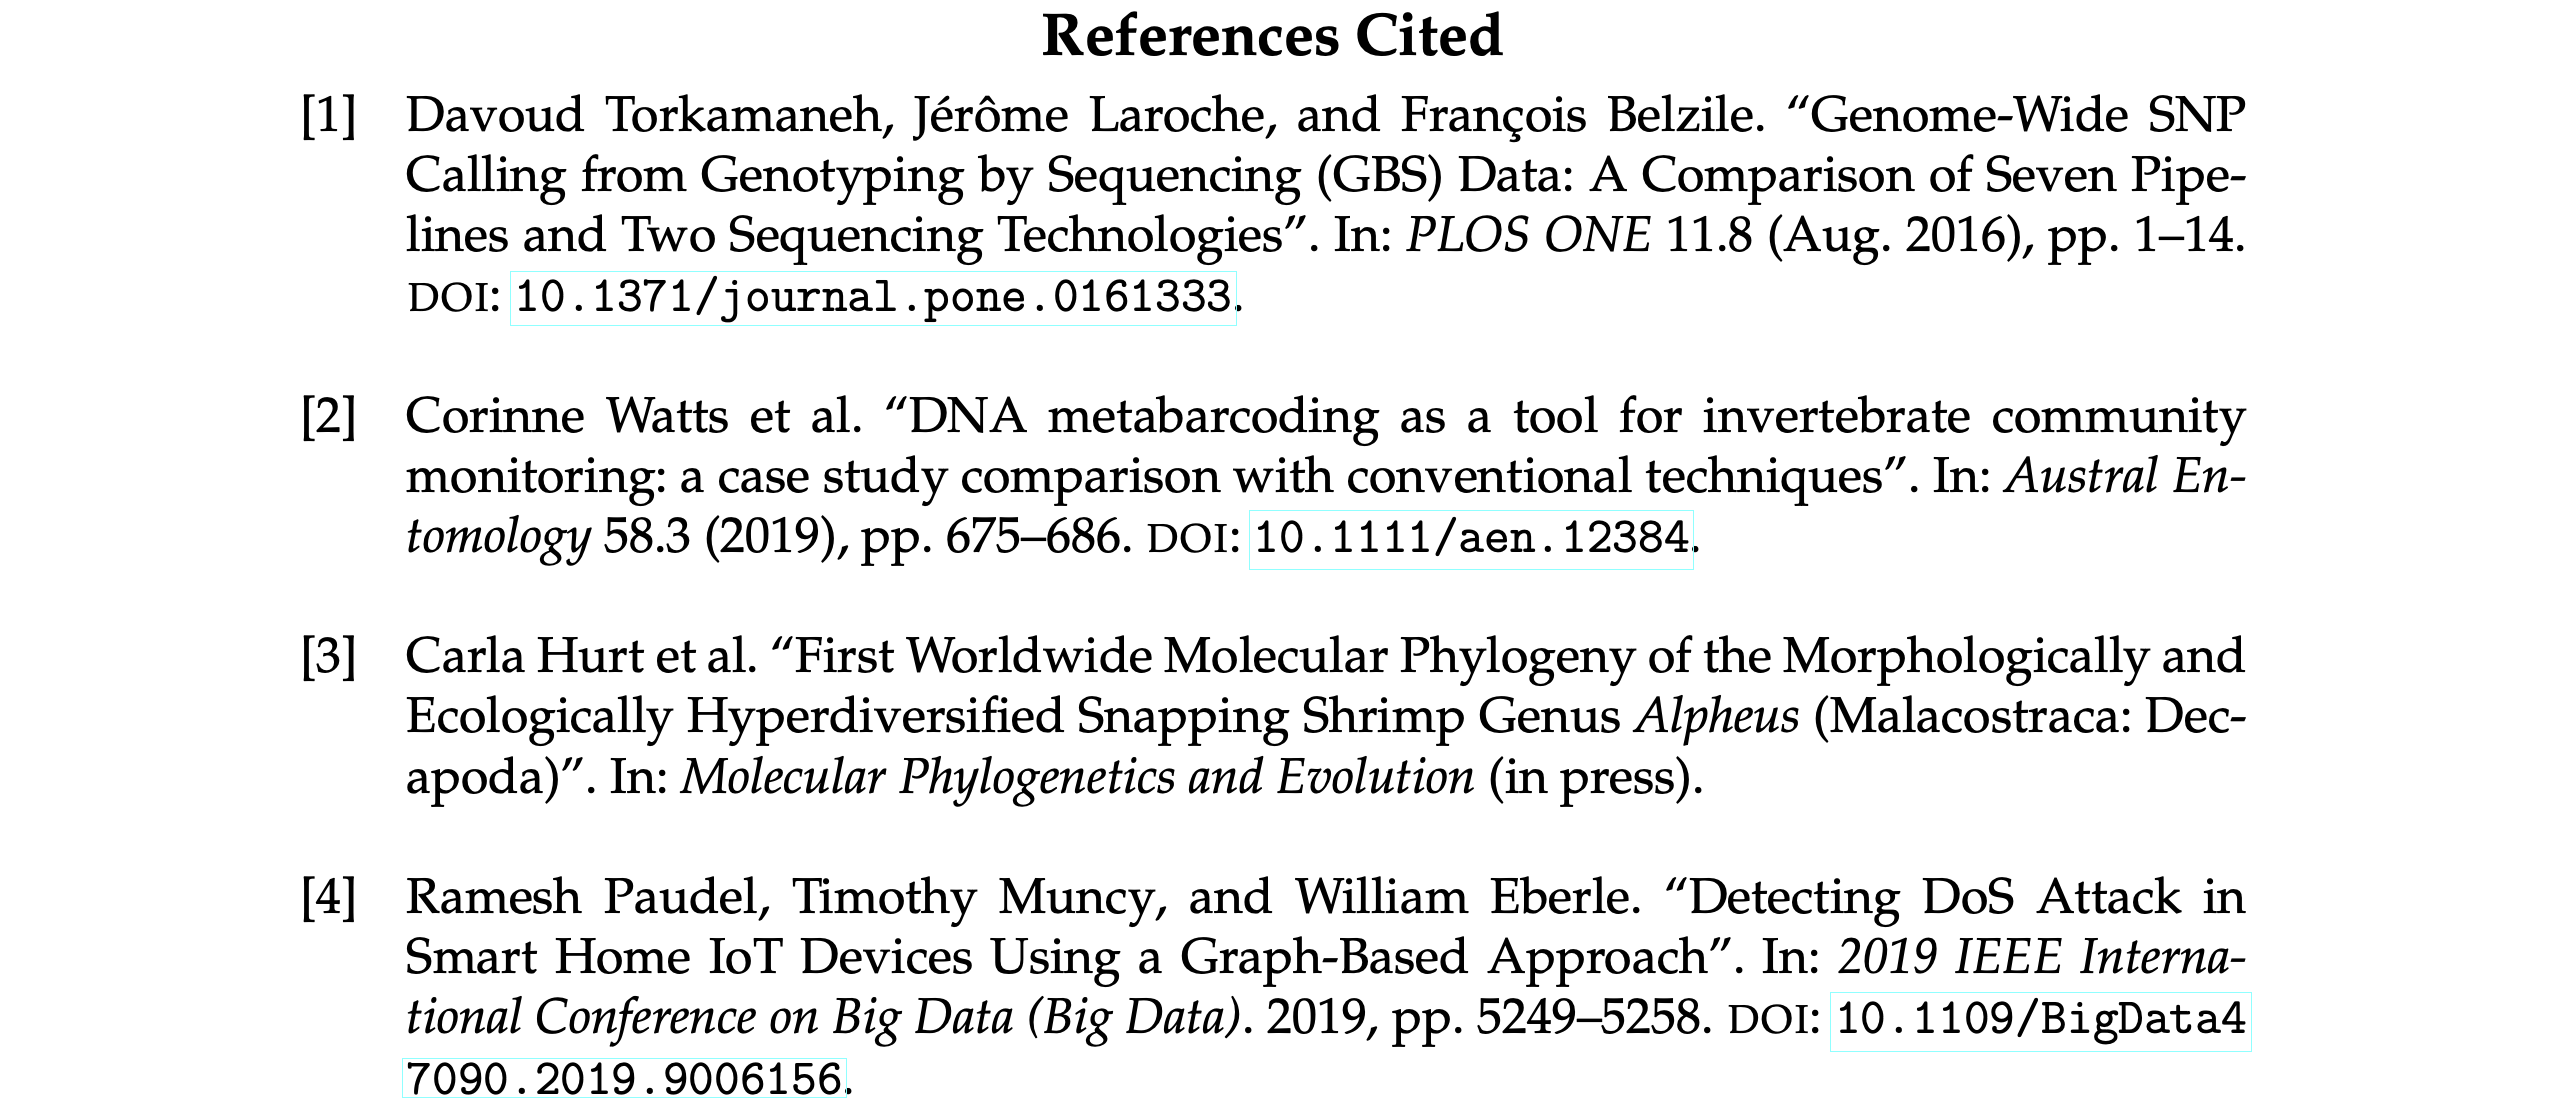 References Cited
[1] Davoud Torkamaneh, Jérôme Laroche, and François Belzile. “Genome-Wide SNP
Calling from Genotyping by Sequencing (GBS) Data: A Comparison of Seven Pipe-
lines and Two Sequencing Technologies”. In: PLOS ONE 11.8 (Aug. 2016), pp. 1–14.
DOI: 10.1371/journal.pone.0161333.
[2] Corinne Watts et al. “DNA metabarcoding as a tool for invertebrate community
monitoring: a case study comparison with conventional techniques”. In: Austral En-
tomology 58.3 (2019), pp. 675–686. DOI: 10.1111/aen.12384.
[3] Carla Hurt et al. “First Worldwide Molecular Phylogeny of the Morphologically and
Ecologically Hyperdiversified Snapping Shrimp Genus Alpheus (Malacostraca: Dec-
apoda)”. In: Molecular Phylogenetics and Evolution (in press).
[4] Ramesh Paudel, Timothy Muncy, and William Eberle. “Detecting DoS Attack in
Smart Home IoT Devices Using a Graph-Based Approach”. In: 2019 IEEE Interna-
tional Conference on Big Data (Big Data). 2019, pp. 5249–5258. DOI: 10.1109/BigData4
7090.2019.9006156.